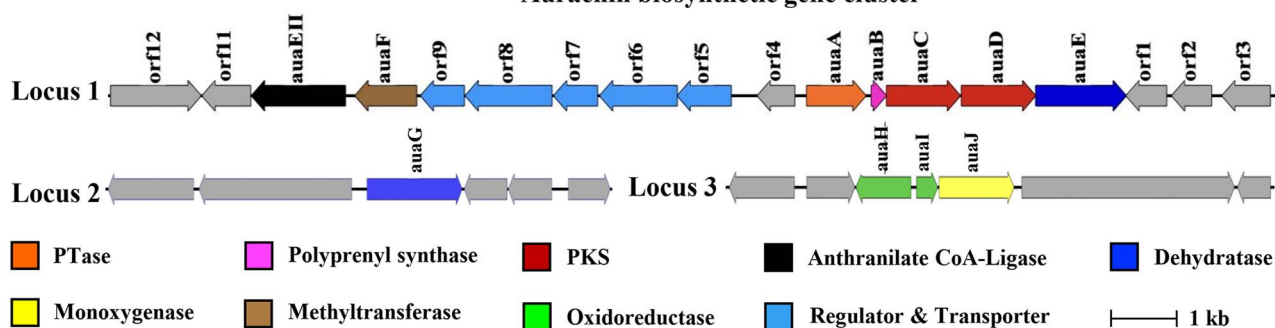 Aurachin biosynthetic gene cluster
orf12 orf11 auaEII auaF orf9 orf8 orf7 orf6 orf5 orf4 auaA auaB auaC auaD auaE orf1 orf2 orf3
Locus 1
auaG auaH auaI auaJ
Locus 2 Locus 3
PTase Polyprenyl synthase PKS Anthranilate CoA-Ligase Dehydratase
Monoxygenase Methyltransferase Oxidoreductase Regulator & Transporter 1 kb